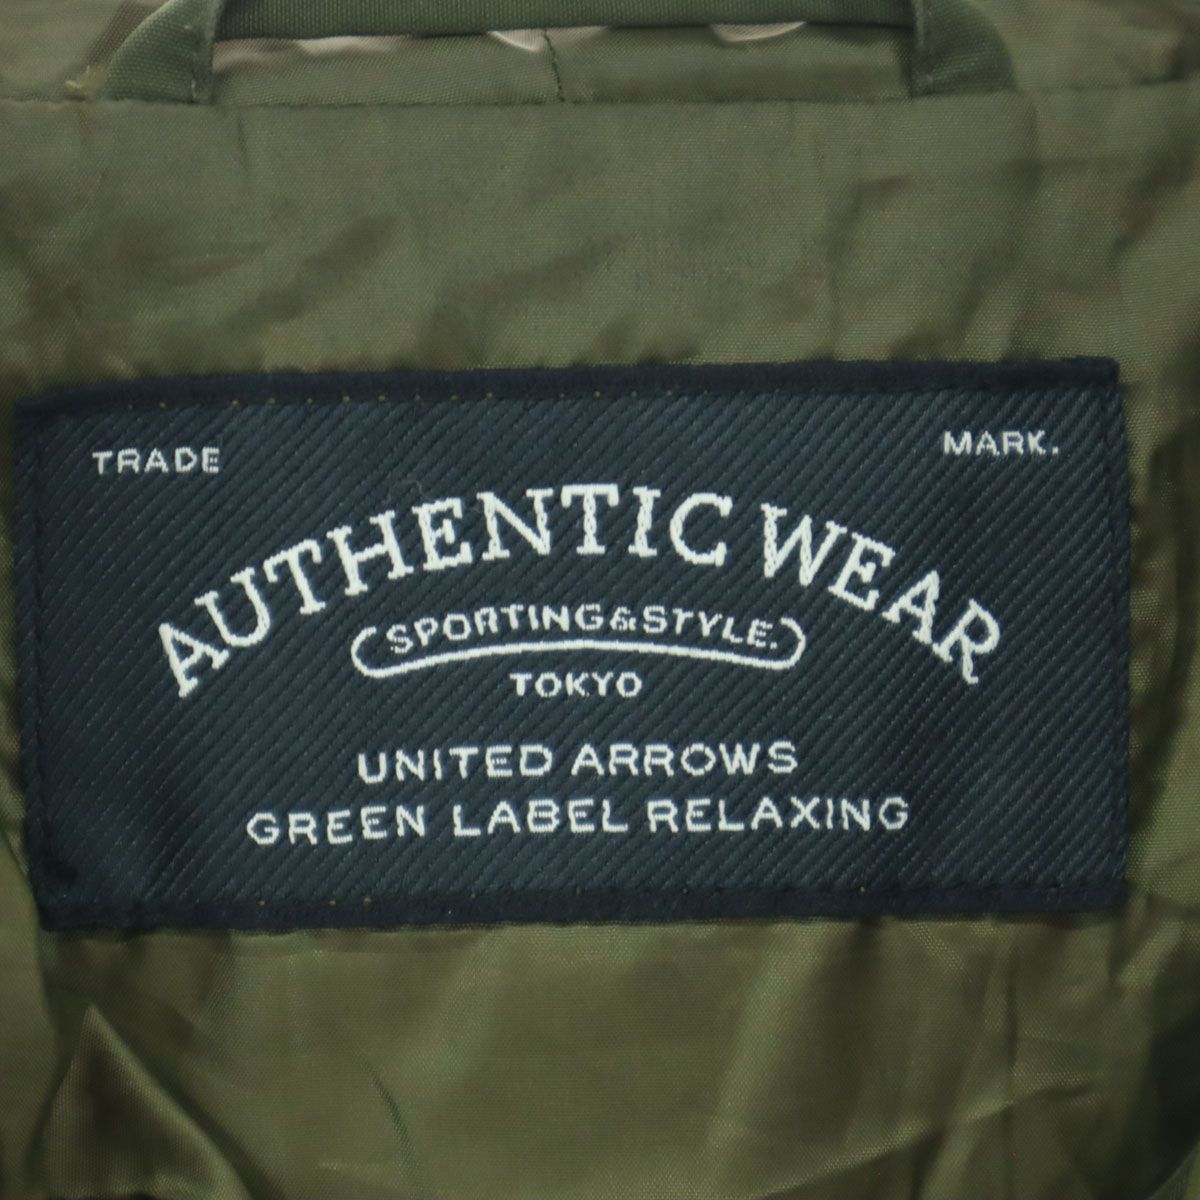 TRADE MARK.
AUTHENTIC WEAR
SPORTING&STYLE.
TOKYO
UNITED ARROWS
GREEN LABEL RELAXING